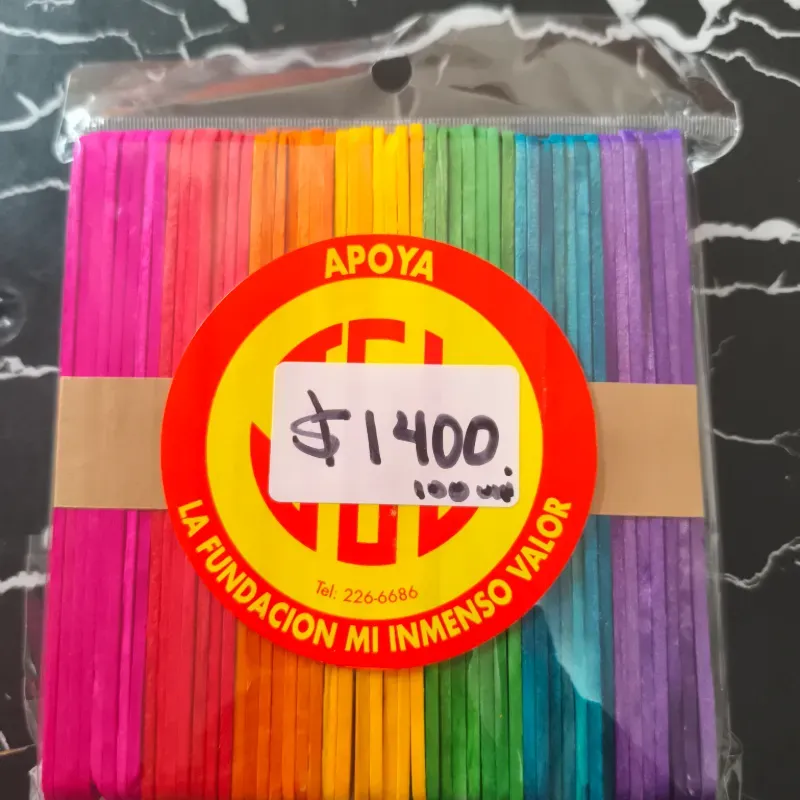 APOYA
$1400
100 uni
Tel: 226-6686
LA FUNDACION MI INMENSO VALOR